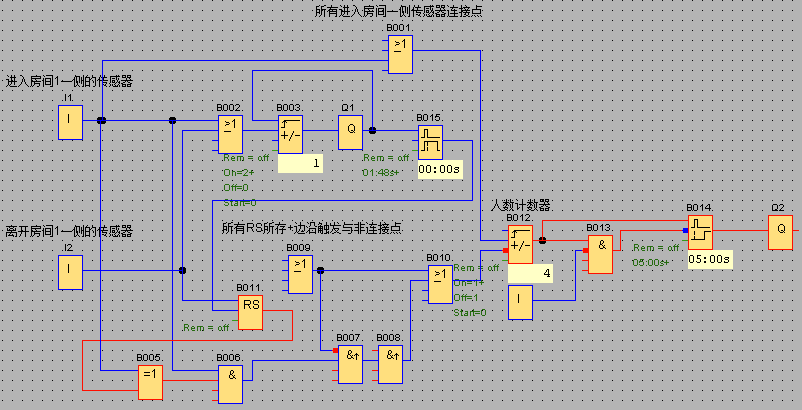 所有进入房间一侧传感器连接点
B001
≥1
进入房间1一侧的传感器
I1
I
B002
≥1
B003
+/-
1
Q1
Q
B015
00:00s
Rem = off
On=2+
Off=0
Start=0
Rem = off
01:48s+
离开房间1一侧的传感器
I2
I
所有RS所存+边沿触发与非连接点
B009
≥1
B010
≥1
人数计数器
B012
+/-
4
Rem = off
On=1+
Off=1
Start=0
I
B013
&
B014
05:00s
Rem = off
05:00s+
Q2
Q
B011
RS
Rem = off
B005
=1
B006
&
B007
&↑
B008
&↑